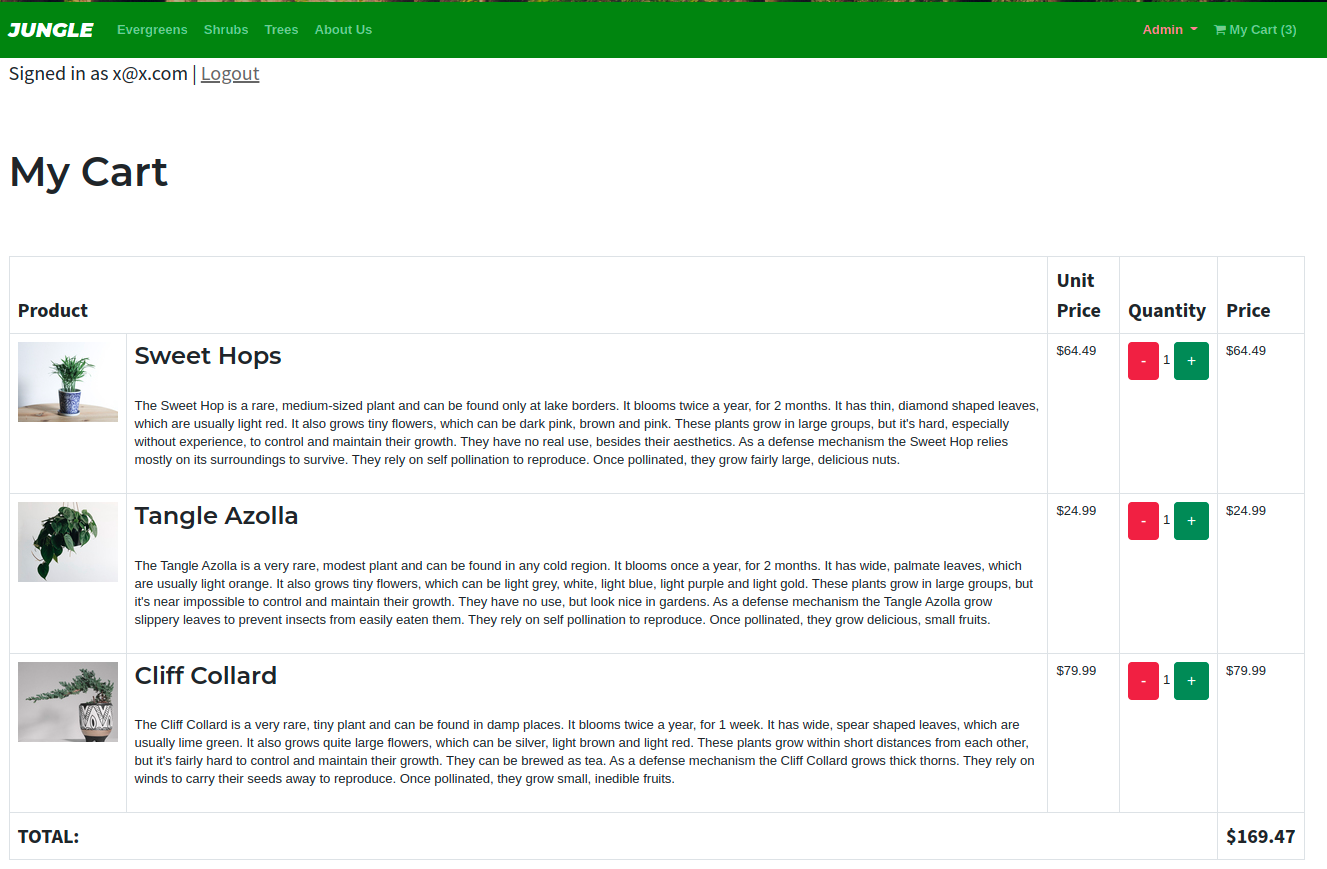 JUNGLE Evergreens Shrubs Trees About Us Admin My Cart (3)
Signed in as x@x.com | Logout
My Cart
Product Unit Price Quantity Price
Sweet Hops $64.49 - 1 + $64.49
The Sweet Hop is a rare, medium-sized plant and can be found only at lake borders. It blooms twice a year, for 2 months. It has thin, diamond shaped leaves,
which are usually light red. It also grows tiny flowers, which can be dark pink, brown and pink. These plants grow in large groups, but it's hard, especially
without experience, to control and maintain their growth. They have no real use, besides their aesthetics. As a defense mechanism the Sweet Hop relies
mostly on its surroundings to survive. They rely on self pollination to reproduce. Once pollinated, they grow fairly large, delicious nuts.
Tangle Azolla $24.99 - 1 + $24.99
The Tangle Azolla is a very rare, modest plant and can be found in any cold region. It blooms once a year, for 2 months. It has wide, palmate leaves, which
are usually light orange. It also grows tiny flowers, which can be light grey, white, light blue, light purple and light gold. These plants grow in large groups, but
it's near impossible to control and maintain their growth. They have no use, but look nice in gardens. As a defense mechanism the Tangle Azolla grow
slippery leaves to prevent insects from easily eaten them. They rely on self pollination to reproduce. Once pollinated, they grow delicious, small fruits.
Cliff Collard $79.99 - 1 + $79.99
The Cliff Collard is a very rare, tiny plant and can be found in damp places. It blooms twice a year, for 1 week. It has wide, spear shaped leaves, which are
usually lime green. It also grows quite large flowers, which can be silver, light brown and light red. These plants grow within short distances from each other,
but it's fairly hard to control and maintain their growth. They can be brewed as tea. As a defense mechanism the Cliff Collard grows thick thorns. They rely on
winds to carry their seeds away to reproduce. Once pollinated, they grow small, inedible fruits.
TOTAL: $169.47